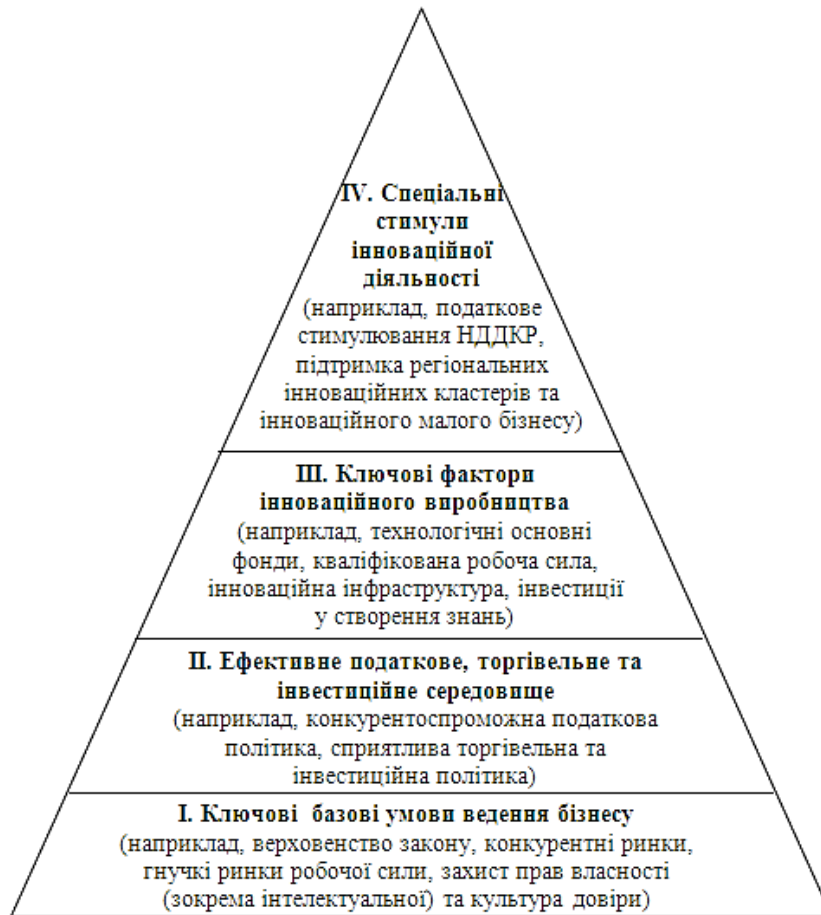 IV. Спеціальні
стимули
інноваційної
діяльності
(наприклад, податкове
стимулювання НДДКР,
підтримка регіональних
інноваційних кластерів та
інноваційного малого бізнесу)
III. Ключові фактори
інноваційного виробництва
(наприклад, технологічні основні
фонди, кваліфікована робоча сила,
інноваційна інфраструктура, інвестиції
у створення знань)
II. Ефективне податкове, торгівельне та
інвестиційне середовище
(наприклад, конкурентоспроможна податкова
політика, сприятлива торгівельна та
інвестиційна політика)
I. Ключові базові умови ведення бізнесу
(наприклад, верховенство закону, конкурентні ринки,
гнучкі ринки робочої сили, захист прав власності
(зокрема інтелектуальної) та культура довіри)